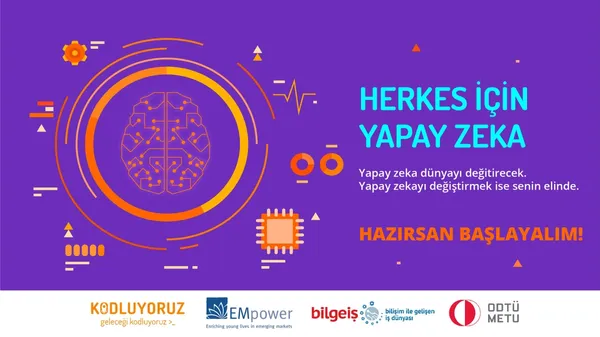 HERKES İÇİN
YAPAY ZEKA
Yapay zeka dünyayı değitirecek.
Yapay zekayı değiştirmek ise senin elinde.
HAZIRSAN BAŞLAYALIM!
KODLUYORUZ
geleceği kodluyoruz >_
EMpower
Enriching young lives in emerging markets
bilgeiş
bilişim ile gelişen
iş dünyası
ODTÜ
METU